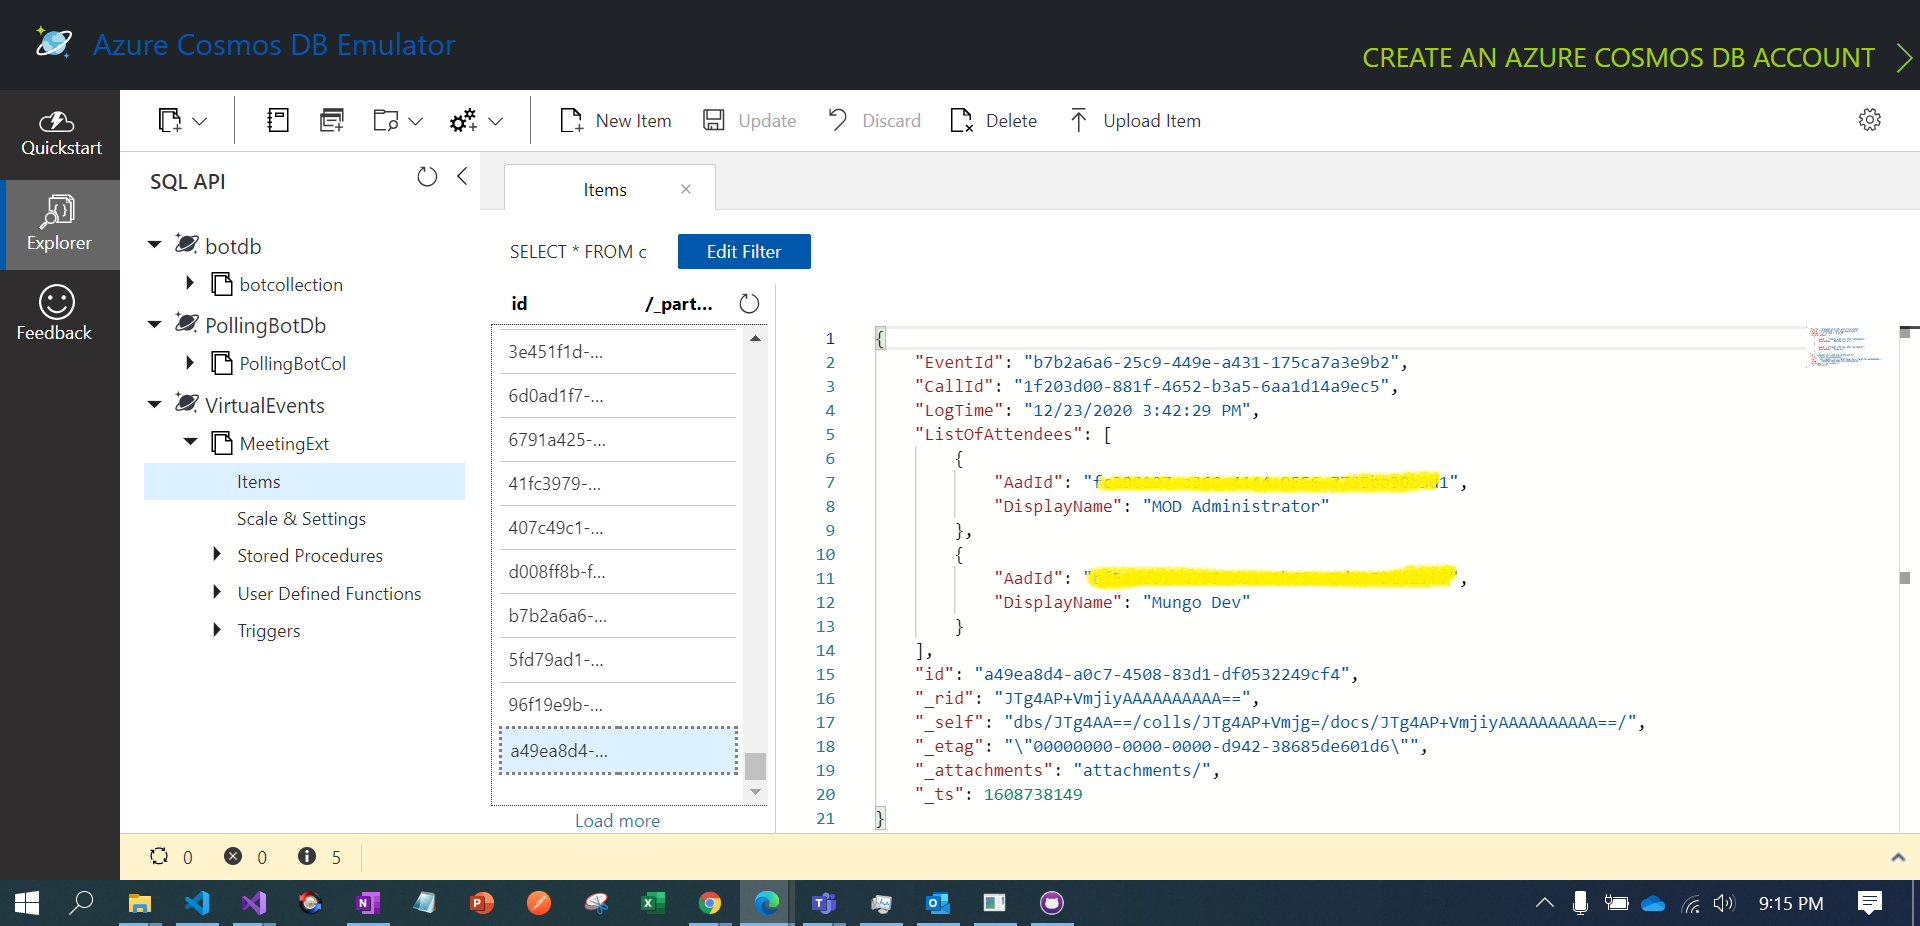 Azure Cosmos DB Emulator
CREATE AN AZURE COSMOS DB ACCOUNT
Quickstart
Explorer
Feedback
New Item
Update
Discard
Delete
Upload Item
SQL API
botdb
botcollection
PollingBotDb
PollingBotCol
VirtualEvents
MeetingExt
Items
Scale & Settings
Stored Procedures
User Defined Functions
Triggers
Items
SELECT * FROM c
Edit Filter
id /_part...
3e451f1d-...
6d0ad1f7-...
6791a425-...
41fc3979-...
407c49c1-...
d008ff8b-f...
b7b2a6a6-...
5fd79ad1-...
96f19e9b-...
a49ea8d4-...
Load more
1 {
2 "EventId": "b7b2a6a6-25c9-449e-a431-175ca7a3e9b2",
3 "CallId": "1f203d00-881f-4652-b3a5-6aa1d14a9ec5",
4 "LogTime": "12/23/2020 3:42:29 PM",
5 "ListOfAttendees": [
6 {
7 "AadId":
8 "DisplayName": "MOD Administrator"
9 },
10 {
11 "AadId":
12 "DisplayName": "Mungo Dev"
13 }
14 ],
15 "id": "a49ea8d4-a0c7-4508-83d1-df0532249cf4",
16 "_rid": "JTg4AP+VmjiyAAAAAAAAAA==",
17 "_self": "dbs/JTg4AA==/colls/JTg4AP+Vmjg=/docs/JTg4AP+VmjiyAAAAAAAAAA==/",
18 "_etag": "\"00000000-0000-0000-d942-38685de601d6\"",
19 "_attachments": "attachments/",
20 "_ts": 1608738149
21 }
0 0 5
9:15 PM